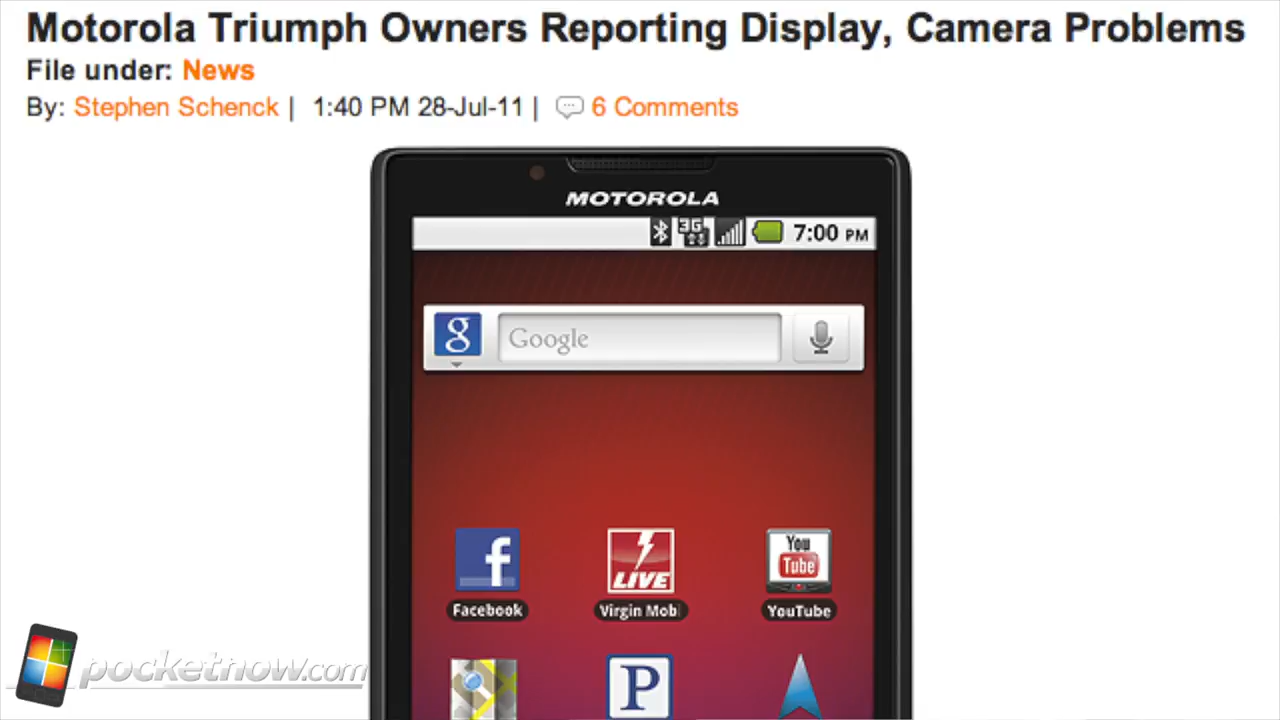 Motorola Triumph Owners Reporting Display, Camera Problems
File under: News
By: Stephen Schenck | 1:40 PM 28-Jul-11 | 6 Comments
MOTOROLA
3G 7:00 PM
g Google
f LIVE You Tube
Facebook Virgin Mobi YouTube
P
pocketnow.com